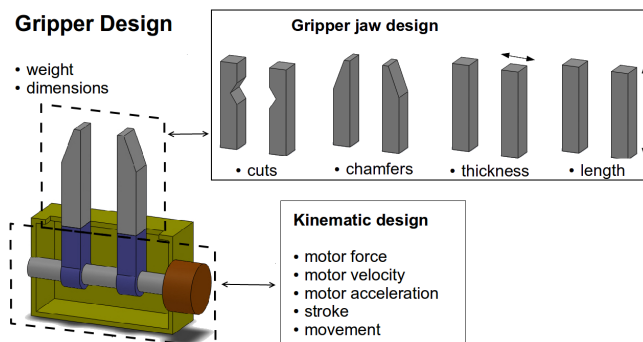 Gripper Design
• weight
• dimensions
Gripper jaw design
• cuts
• chamfers
• thickness
• length
Kinematic design
• motor force
• motor velocity
• motor acceleration
• stroke
• movement